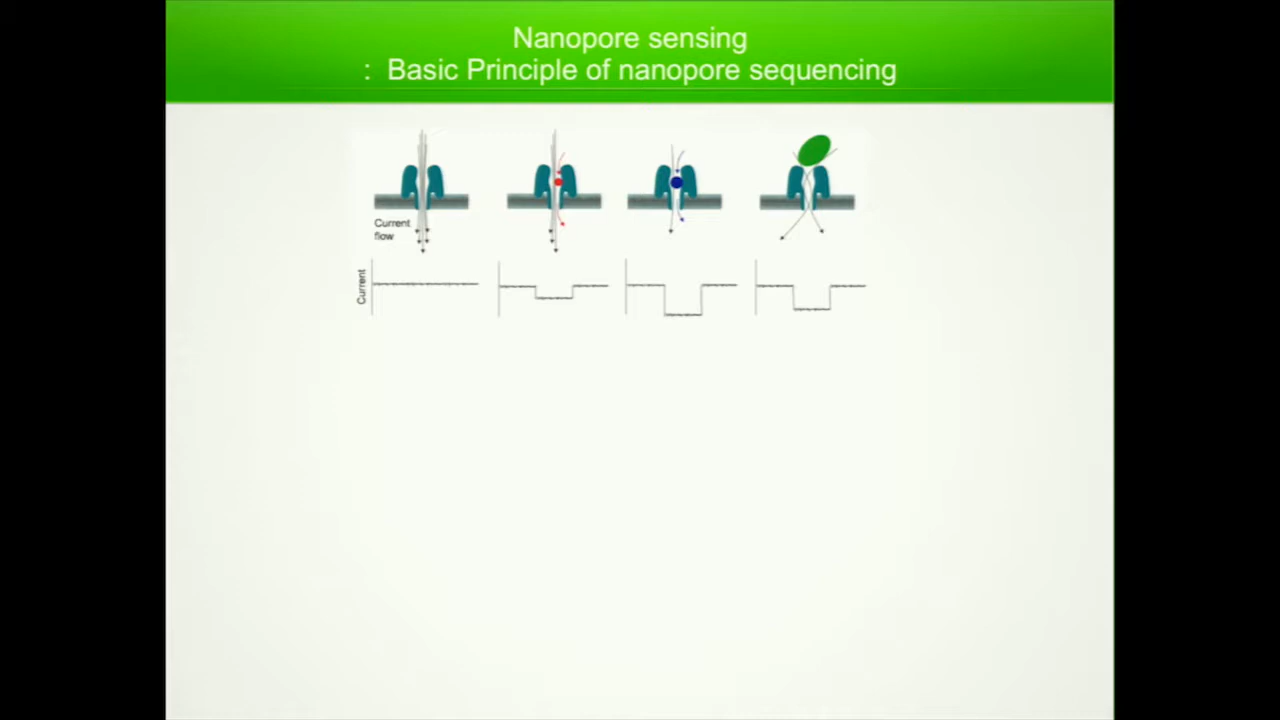 Nanopore sensing
: Basic Principle of nanopore sequencing
Current
flow
Current